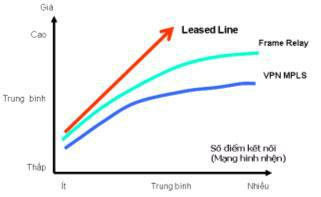 Giá
Cao
Leased Line
Frame Relay
VPN MPLS
Trung bình
Số điểm kết nối
(Mạng hình nhện)
Thấp
Ít
Trung bình
Nhiều